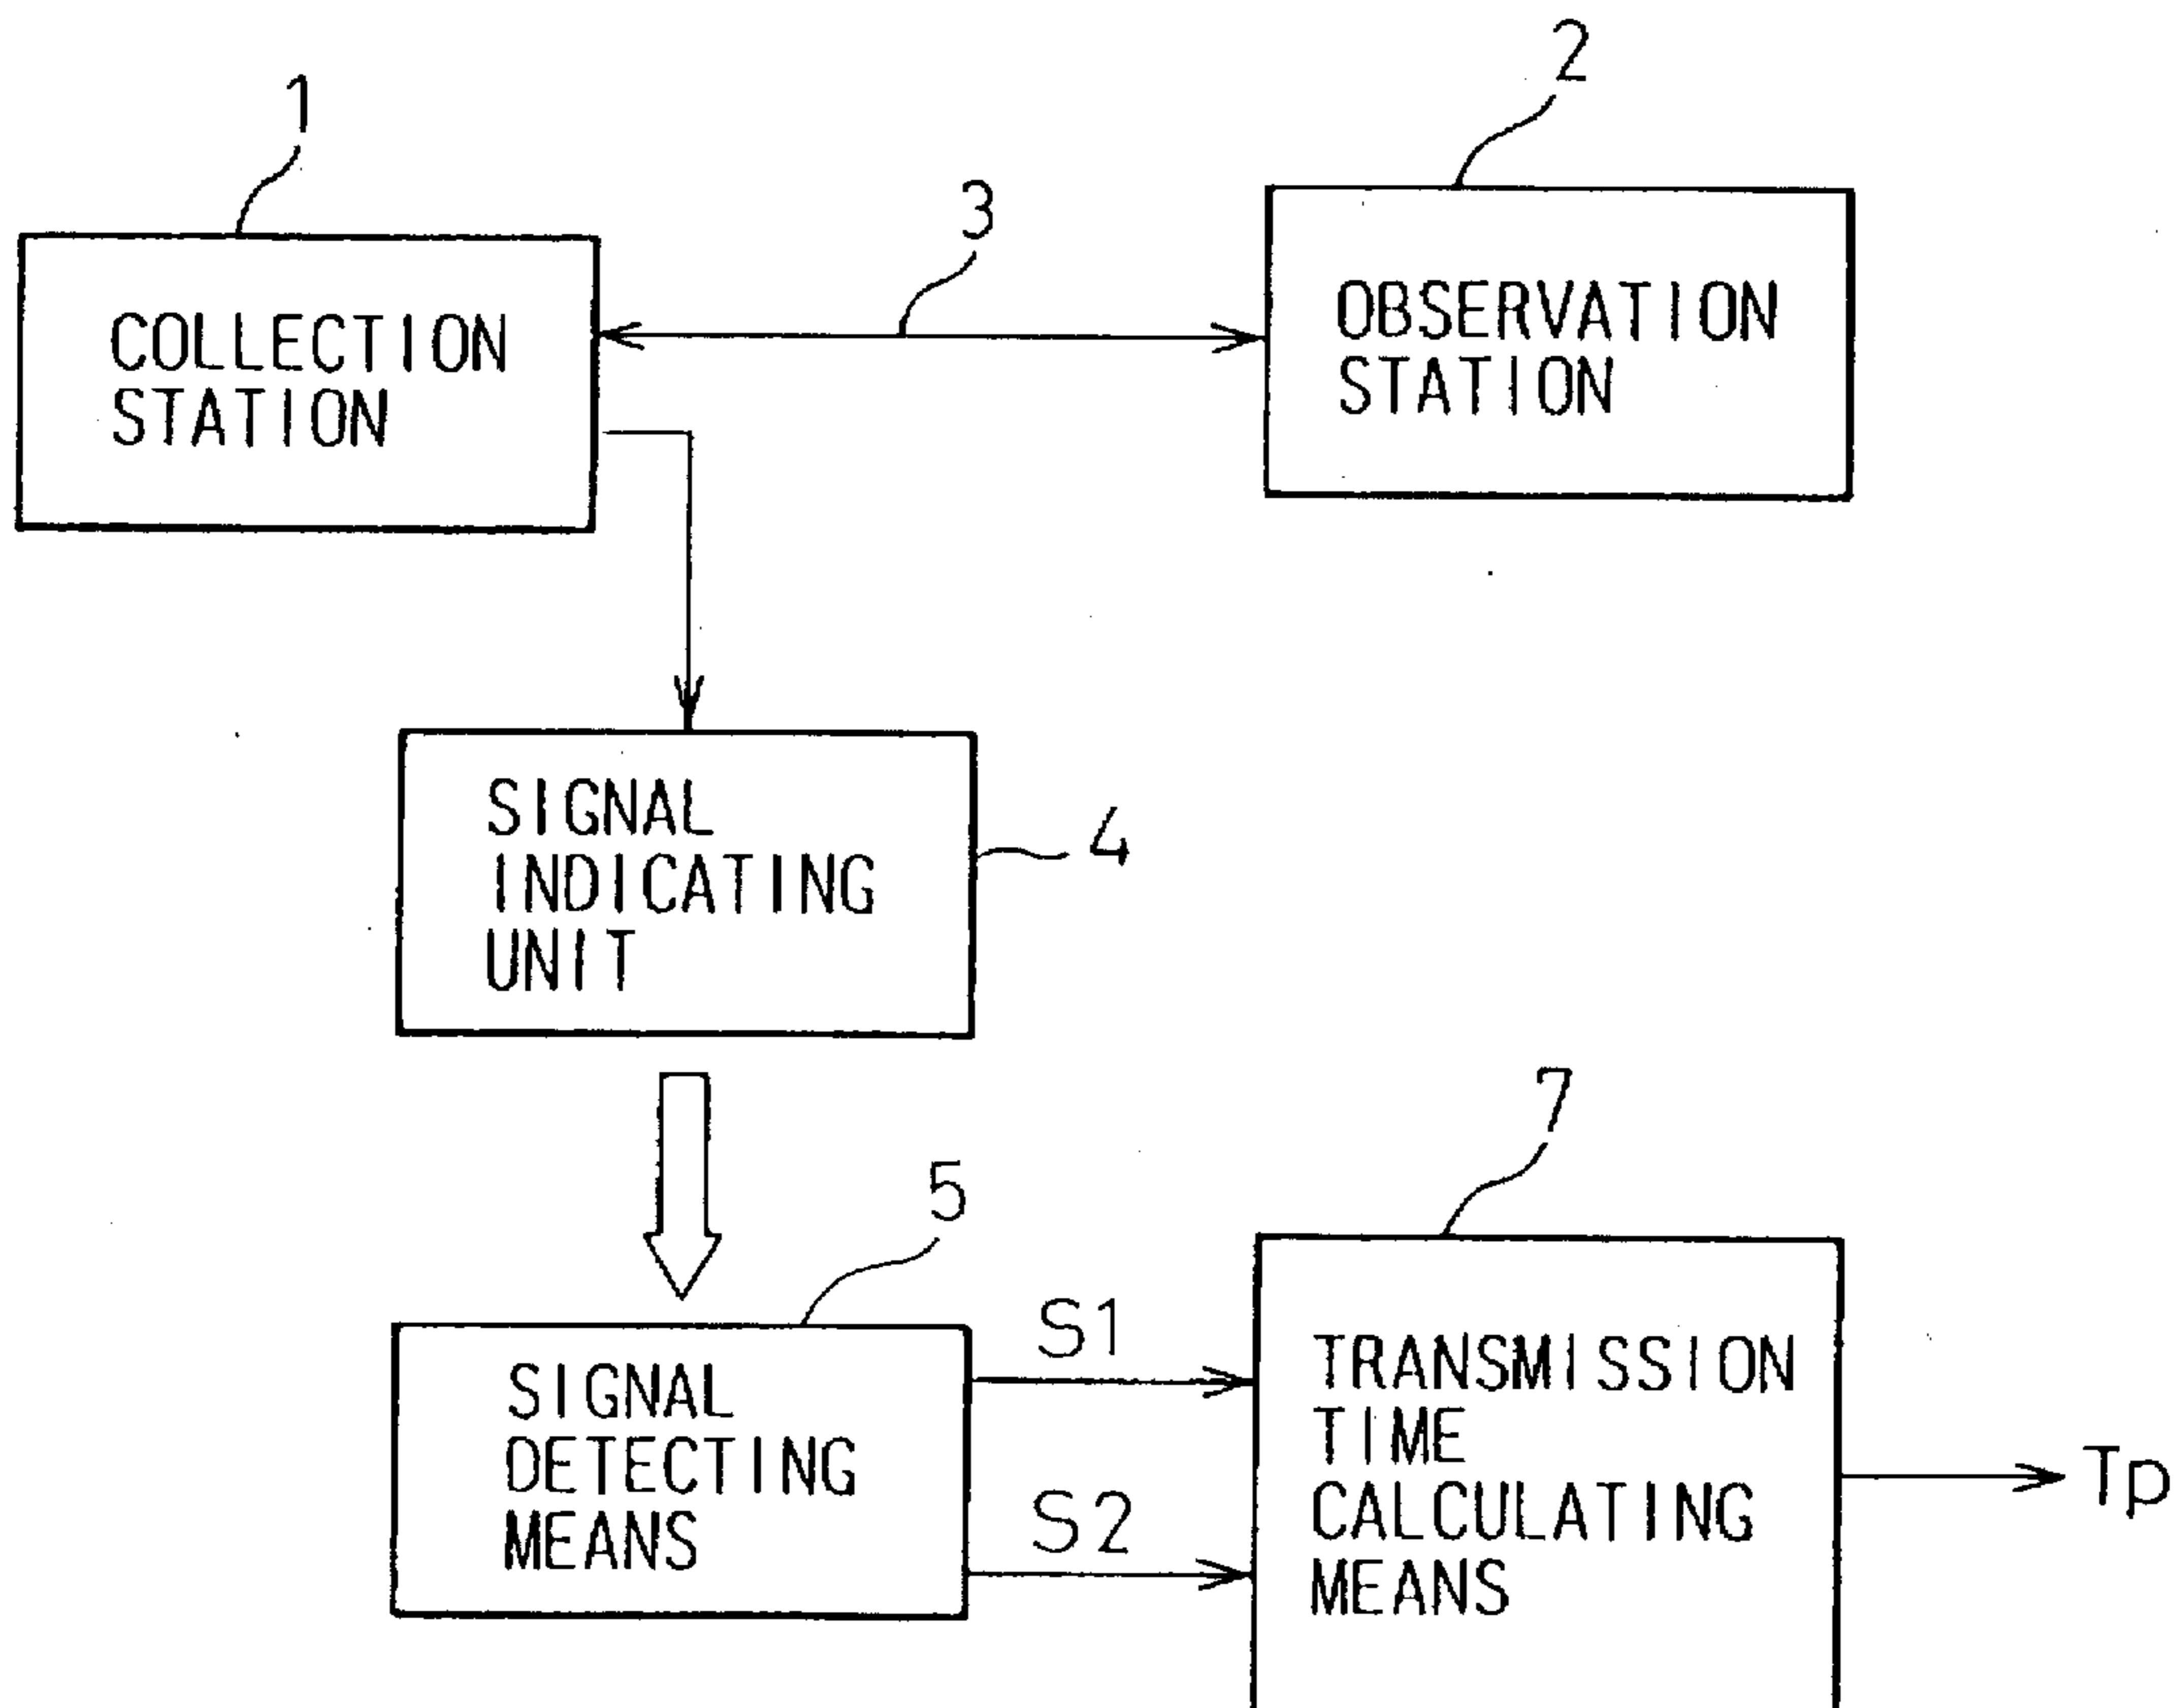 1
2
3
COLLECTION
STATION
OBSERVATION
STATION
SIGNAL
INDICATING
UNIT
4
5
7
S1
S2
SIGNAL
DETECTING
MEANS
TRANSMISSION
TIME
CALCULATING
MEANS
Tp